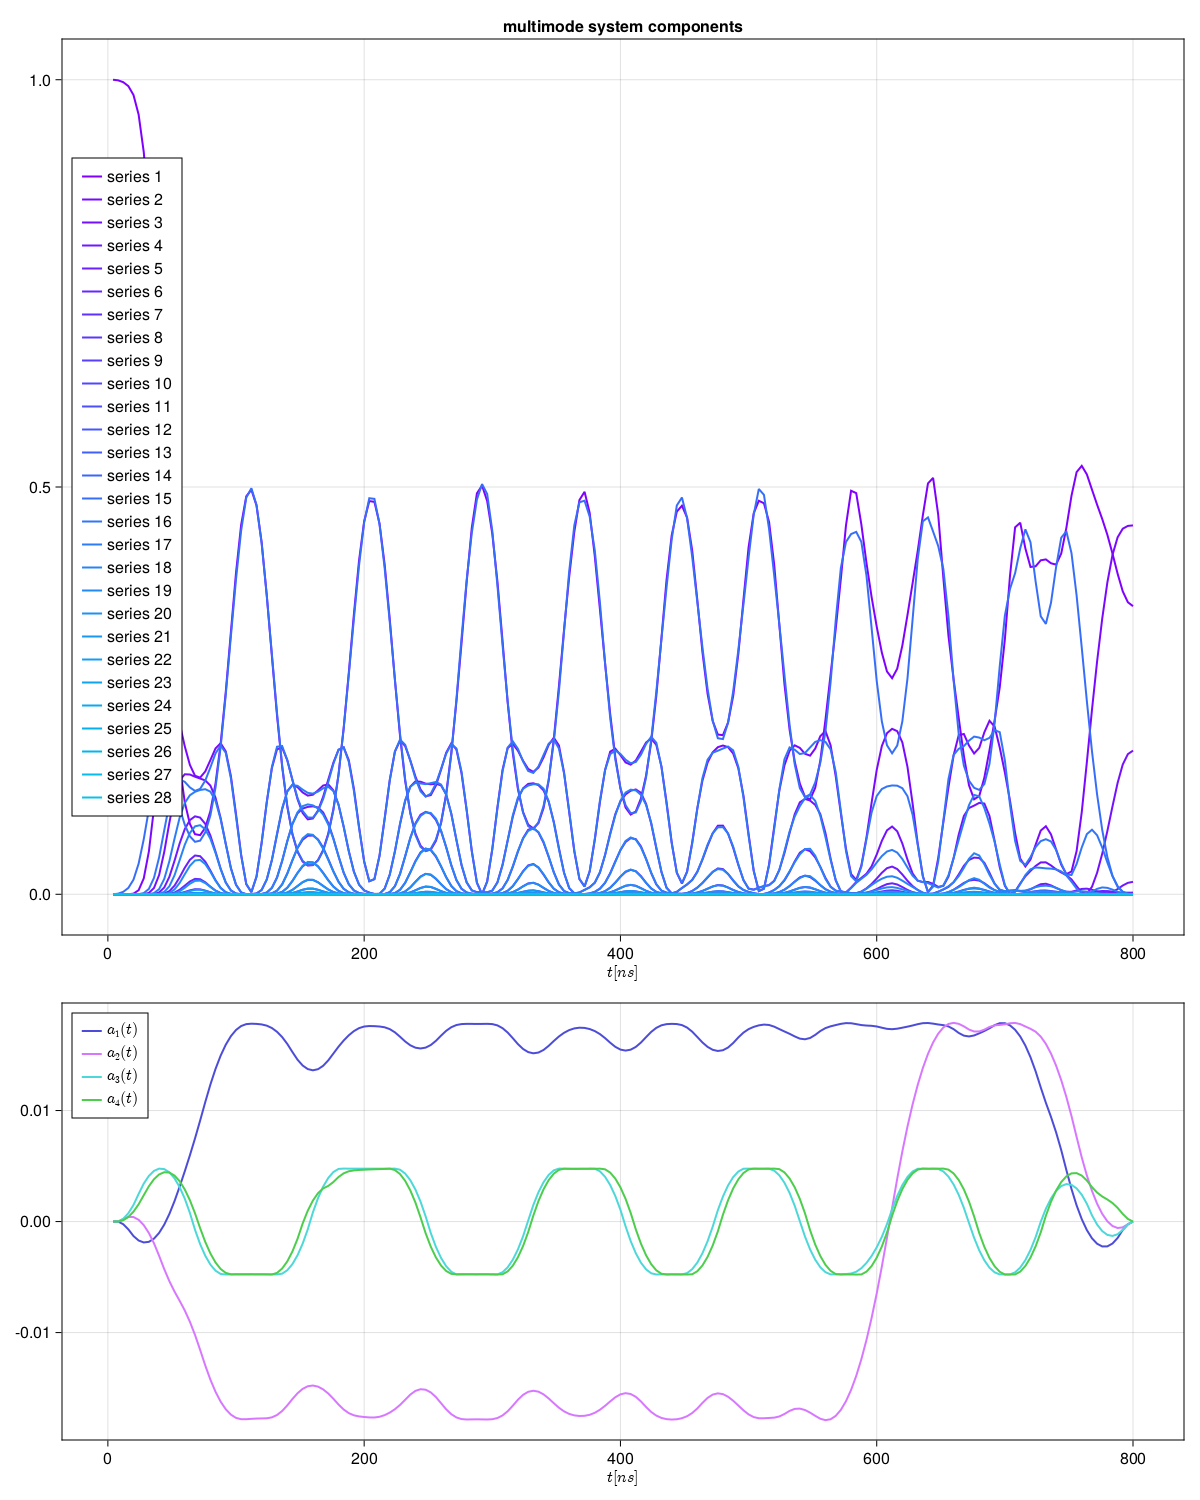 multimode system components
1.0
series 1
series 2
series 3
series 4
series 5
series 6
series 7
series 8
series 9
series 10
series 11
series 12
series 13
series 14
series 15
series 16
series 17
series 18
series 19
series 20
series 21
series 22
series 23
series 24
series 25
series 26
series 27
series 28
0.5
0.0
0 200 400 600 800
t[ns]
a₁(t)
a₂(t)
a₃(t)
a₄(t)
0.01
0.00
-0.01
0 200 400 600 800
t[ns]